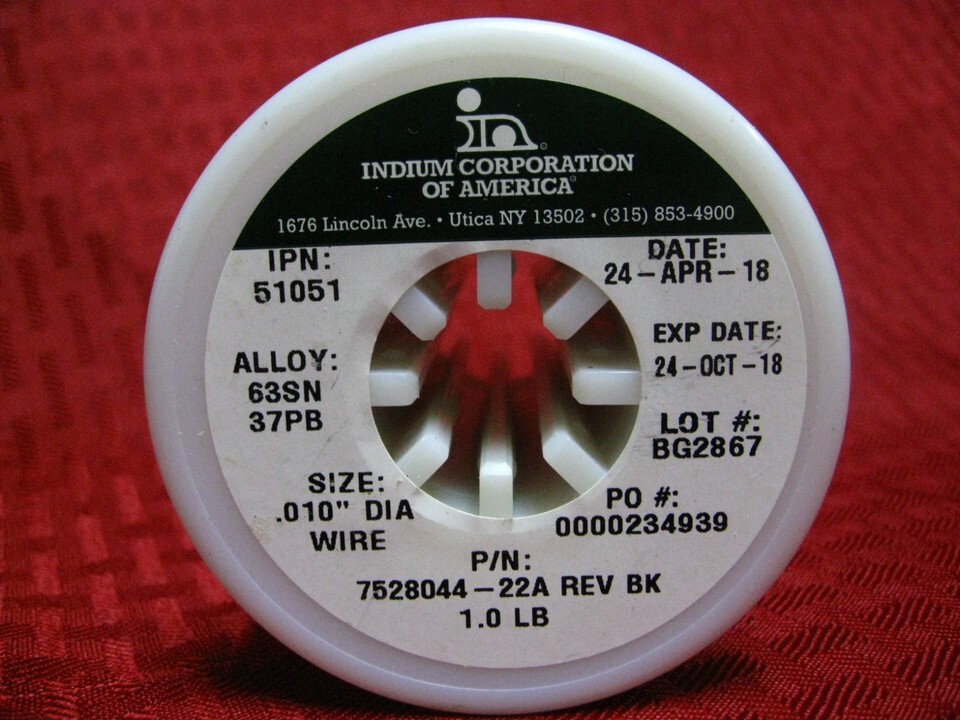 in
INDIUM CORPORATION
OF AMERICA®
1676 Lincoln Ave. • Utica NY 13502 • (315) 853-4900
IPN:
51051
DATE:
24-APR-18
ALLOY:
63SN
37PB
EXP DATE:
24-OCT-18
LOT #:
BG2867
SIZE:
.010" DIA
WIRE
PO #:
0000234939
P/N:
7528044-22A REV BK
1.0 LB